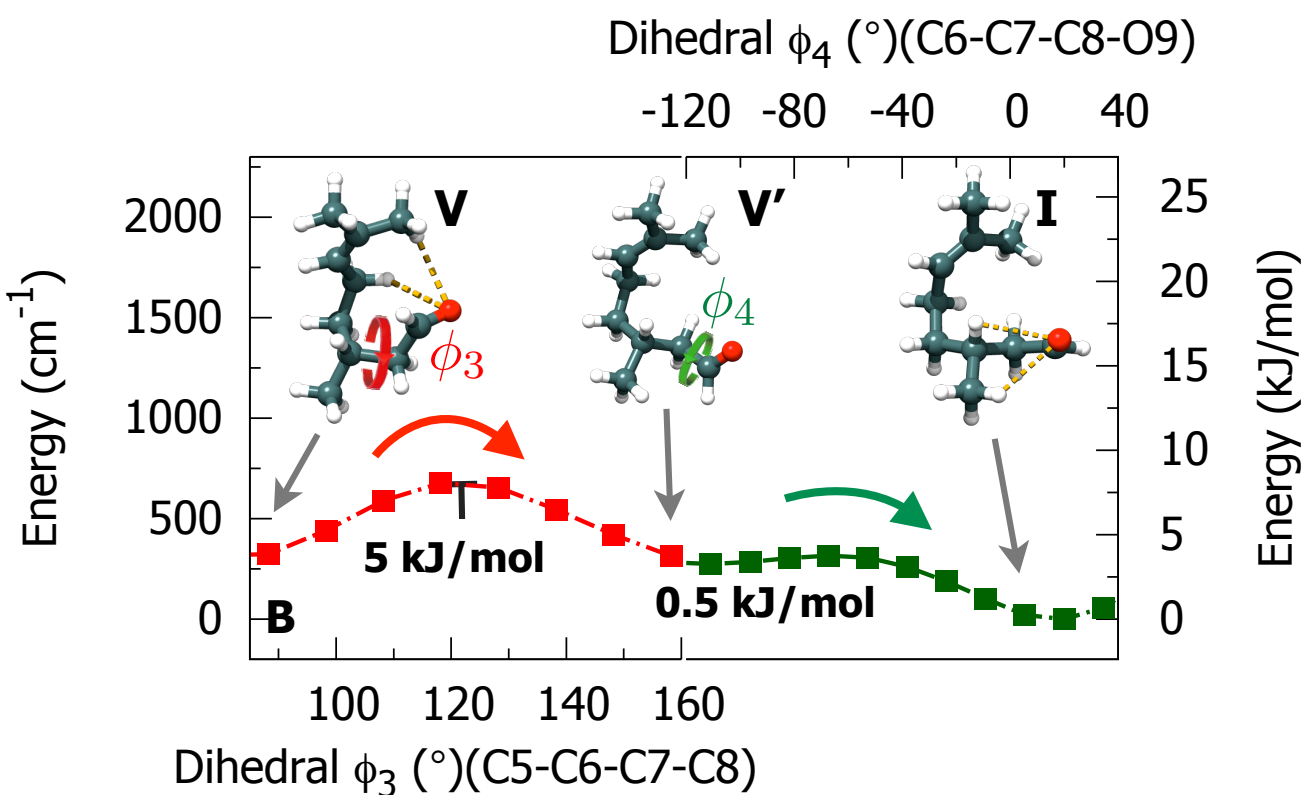 Dihedral ϕ4 (°)(C6-C7-C8-O9)
-120 -80 -40 0 40
V V' I
2000
1500
1000
500
0
Energy (cm-1)
25
20
15
10
5
0
Energy (kJ/mol)
ϕ3
ϕ4
5 kJ/mol
0.5 kJ/mol
B
100 120 140 160
Dihedral ϕ3 (°)(C5-C6-C7-C8)